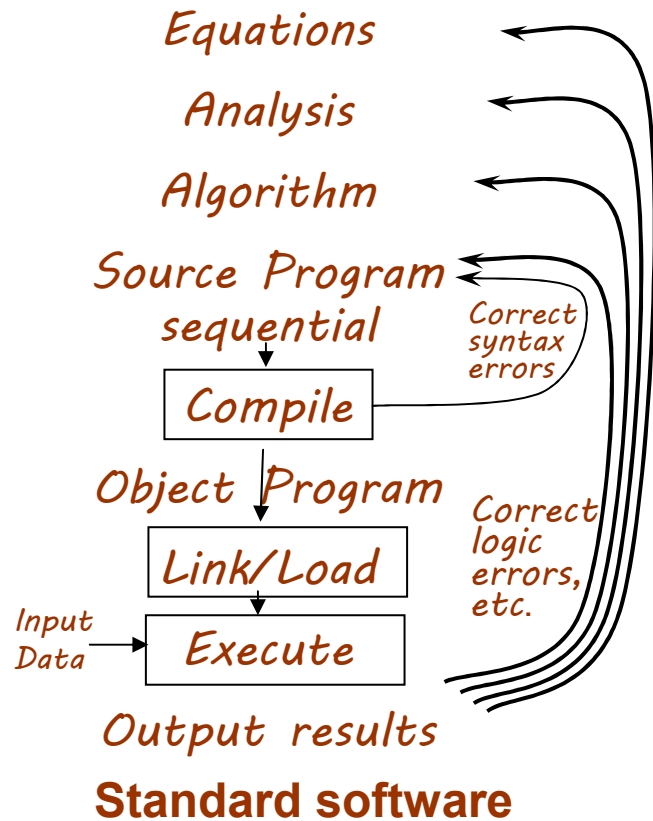 Equations
Analysis
Algorithm
Source Program
sequential
Correct
syntax
errors
Compile
Object Program
Correct
logic
errors,
etc.
Link/Load
Input
Data
Execute
Output results
Standard software